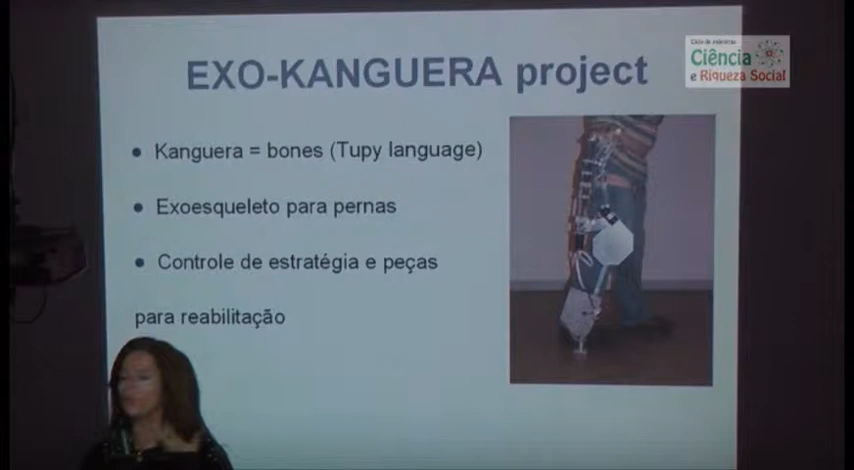 EXO-KANGUERA project
Ciência
e Riqueza Social
• Kanguera = bones (Tupy language)
• Exoesqueleto para pernas
• Controle de estratégia e peças
para reabilitação